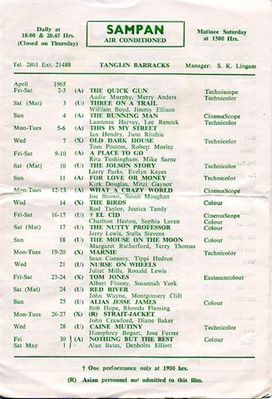 Daily at
18.00 & 20.45 Hrs.
(Closed on Thursday)
SAMPAN
AIR CONDITIONED
Matinee Saturday
at 1500 Hrs.
Tel. 2801 Ext. 21488 TANGLIN BARRACKS Manager: S. K. Lingam
April 1965
Fri-Sat 2-3 (A) THE QUICK GUN Techniscope
Audie Murphy, Merry Anders Technicolor
Sat (Mat) 3 (U) THREE ON A TRAIL
William Boyd, Jimmy Ellison
Sun 4 (A) THE RUNNING MAN CinemaScope
Laurence Harvey, Lee Remick Technicolor
Mon-Tues 5-6 (A) THIS IS MY STREET
Ian Hendry, June Ritchie
Wed 7 (X) OLD DARK HOUSE Technicolor
Tom Poston, Robert Morley
Fri 9-10 (A) A PLACE TO GO
Rita Tushingham, Mike Sarne
Sat (Mat) 10 (U) THE JOLSON STORY Technicolor
Larry Parks, Evelyn Keyes
Sun 11 (A) FOR LOVE OR MONEY Technicolor
Kirk Douglas, Mitzi Gaynor
Mon-Tues 12-13 (A) WHAT A CRAZY WORLD CinemaScope
Joe Brown, Susan Maughan
Wed 14 (X) THE BIRDS Colour
Rod Taylor, Jessica Tandy
Fri-Sat 16-17 (U) † EL CID CinemaScope
Charlton Heston, Sophia Loren Colour
Sat (Mat) 17 (U) THE NUTTY PROFESSOR Colour
Jerry Lewis, Stella Stevens
Sun 18 (U) THE MOUSE ON THE MOON Colour
Margaret Rutherford, Terry Thomas
Mon-Tues 19-20 (X) MARNIE Technicolor
Sean Connery, Tippi Hedren
Wed 21 (U) NURSE ON WHEELS
Juliet Mills, Ronald Lewis
Fri-Sat 23-24 (X) TOM JONES Eastmancolour
Albert Finney, Susannah York
Sat (Mat) 24 (U) RED RIVER
John Wayne, Montgomery Clift
Sun 25 (U) ALIAS JESSE JAMES Colour
Bob Hope, Rhonda Fleming
Mon-Tues 26-27 (X) (R) STRAIT-JACKET
John Crawford, Diane Baker
Wed 28 (U) CAINE MUTINY Technicolor
Humphrey Bogart, Jose Ferrer
Fri 30 (A) NOTHING BUT THE BEST Colour
Sat May 1 Alan Bates, Denholm Elliott
† One performance only at 1900 hrs.
(R) Asian personnel not admitted to this film.